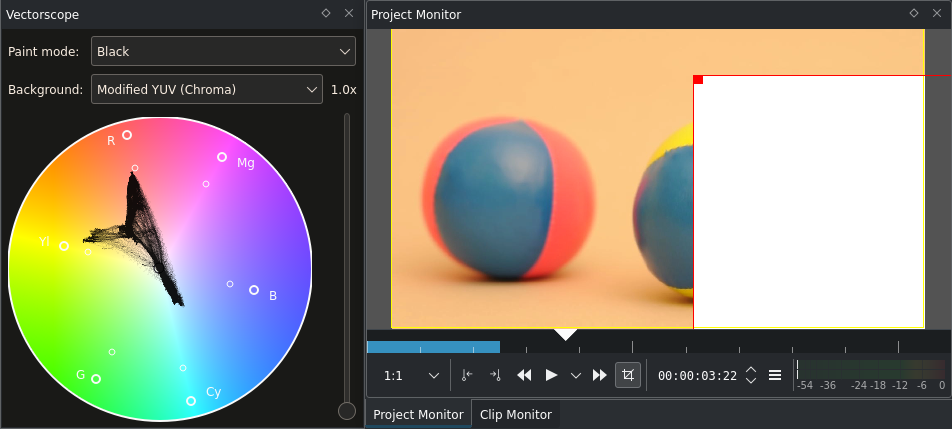 Vectorscope
Project Monitor
Paint mode: Black
Background: Modified YUV (Chroma) 1.0x
R
Mg
Yl
B
G
Cy
1:1
00:00:03:22
-54 -36 -24 -18 -12 -6 0
Project Monitor Clip Monitor